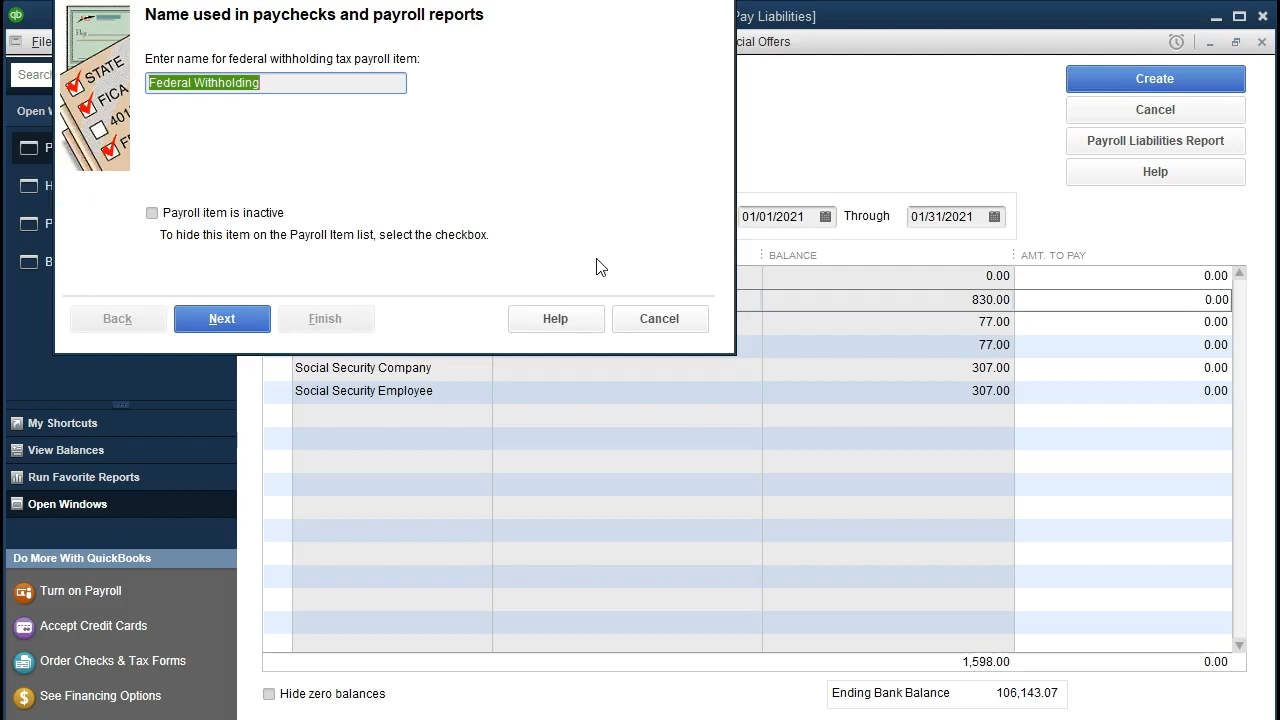 Name used in paychecks and payroll reports
Pay Liabilities]
File
cial Offers
Enter name for federal withholding tax payroll item:
STATE
FICA
401
Pay
Federal Withholding
Search
Open W
Create
Cancel
Payroll Liabilities Report
Help
P
H
P
B
Payroll item is inactive
To hide this item on the Payroll Item list, select the checkbox.
01/01/2021 Through 01/31/2021
BALANCE AMT. TO PAY
0.00 0.00
830.00 0.00
77.00 0.00
77.00 0.00
Back Next Finish Help Cancel
Social Security Company 307.00 0.00
Social Security Employee 307.00 0.00
My Shortcuts
View Balances
Run Favorite Reports
Open Windows
Do More With QuickBooks
Turn on Payroll
Accept Credit Cards
Order Checks & Tax Forms
See Financing Options
1,598.00 0.00
Hide zero balances
Ending Bank Balance 106,143.07